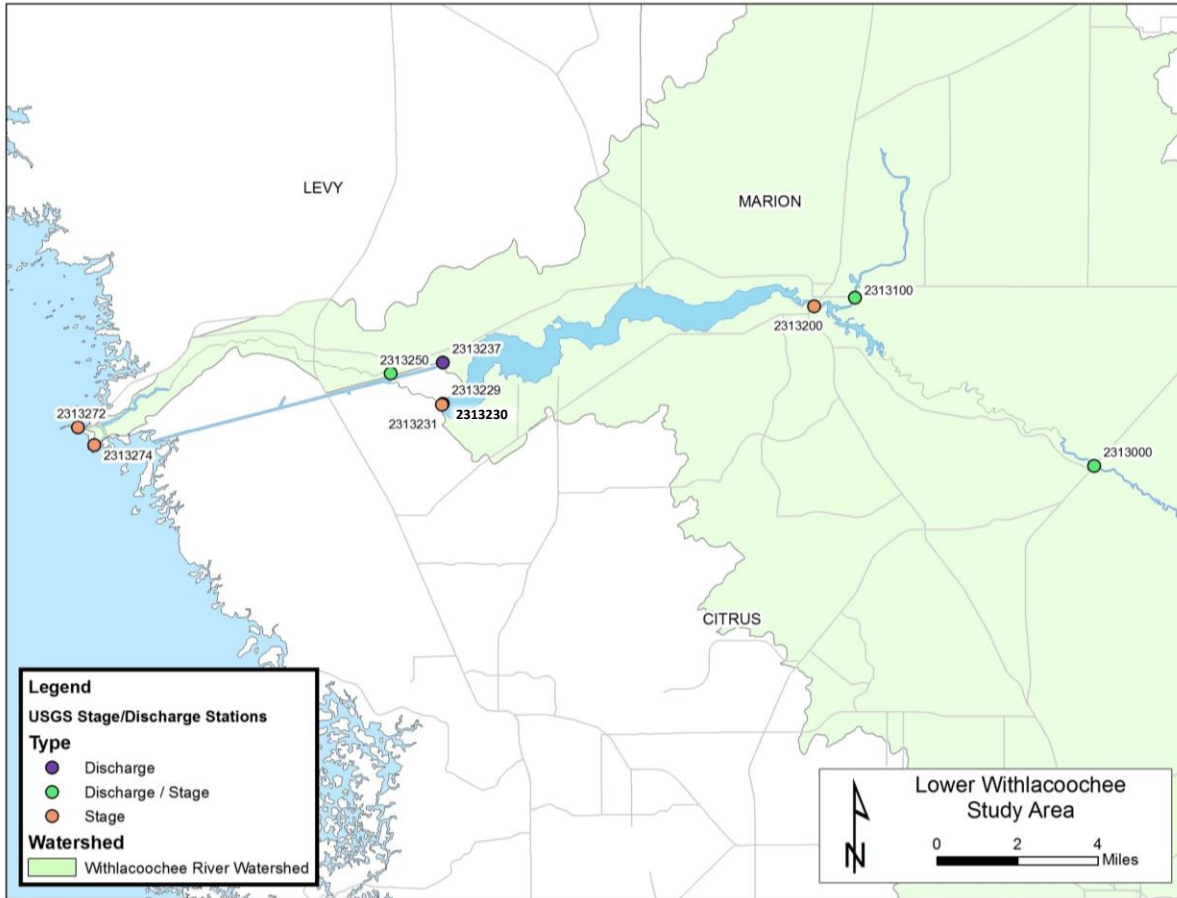 LEVY
MARION
2313100
2313200
2313237
2313250
2313229
2313230
2313231
2313272
2313274
2313000
CITRUS
Legend
USGS Stage/Discharge Stations
Type
Discharge
Discharge / Stage
Stage
Watershed
Withlacoochee River Watershed
Lower Withlacoochee
Study Area
N
0 2 4
Miles